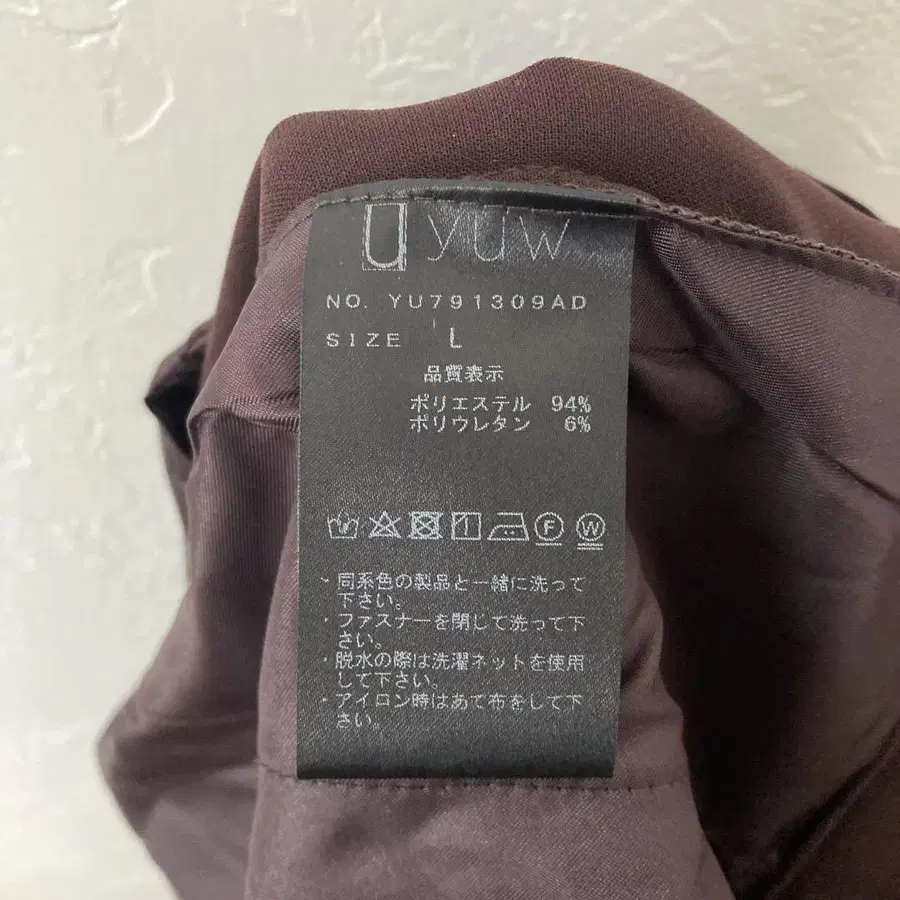 uyuw
NO. YU791309AD
SIZE L
品質表示
ポリエステル 94%
ポリウレタン 6%
F W
・同系色の製品と一緒に洗って
下さい。
・ファスナーを閉じて洗って下
さい。
・脱水の際は洗濯ネットを使用
して下さい。
・アイロン時はあて布をして下
さい。